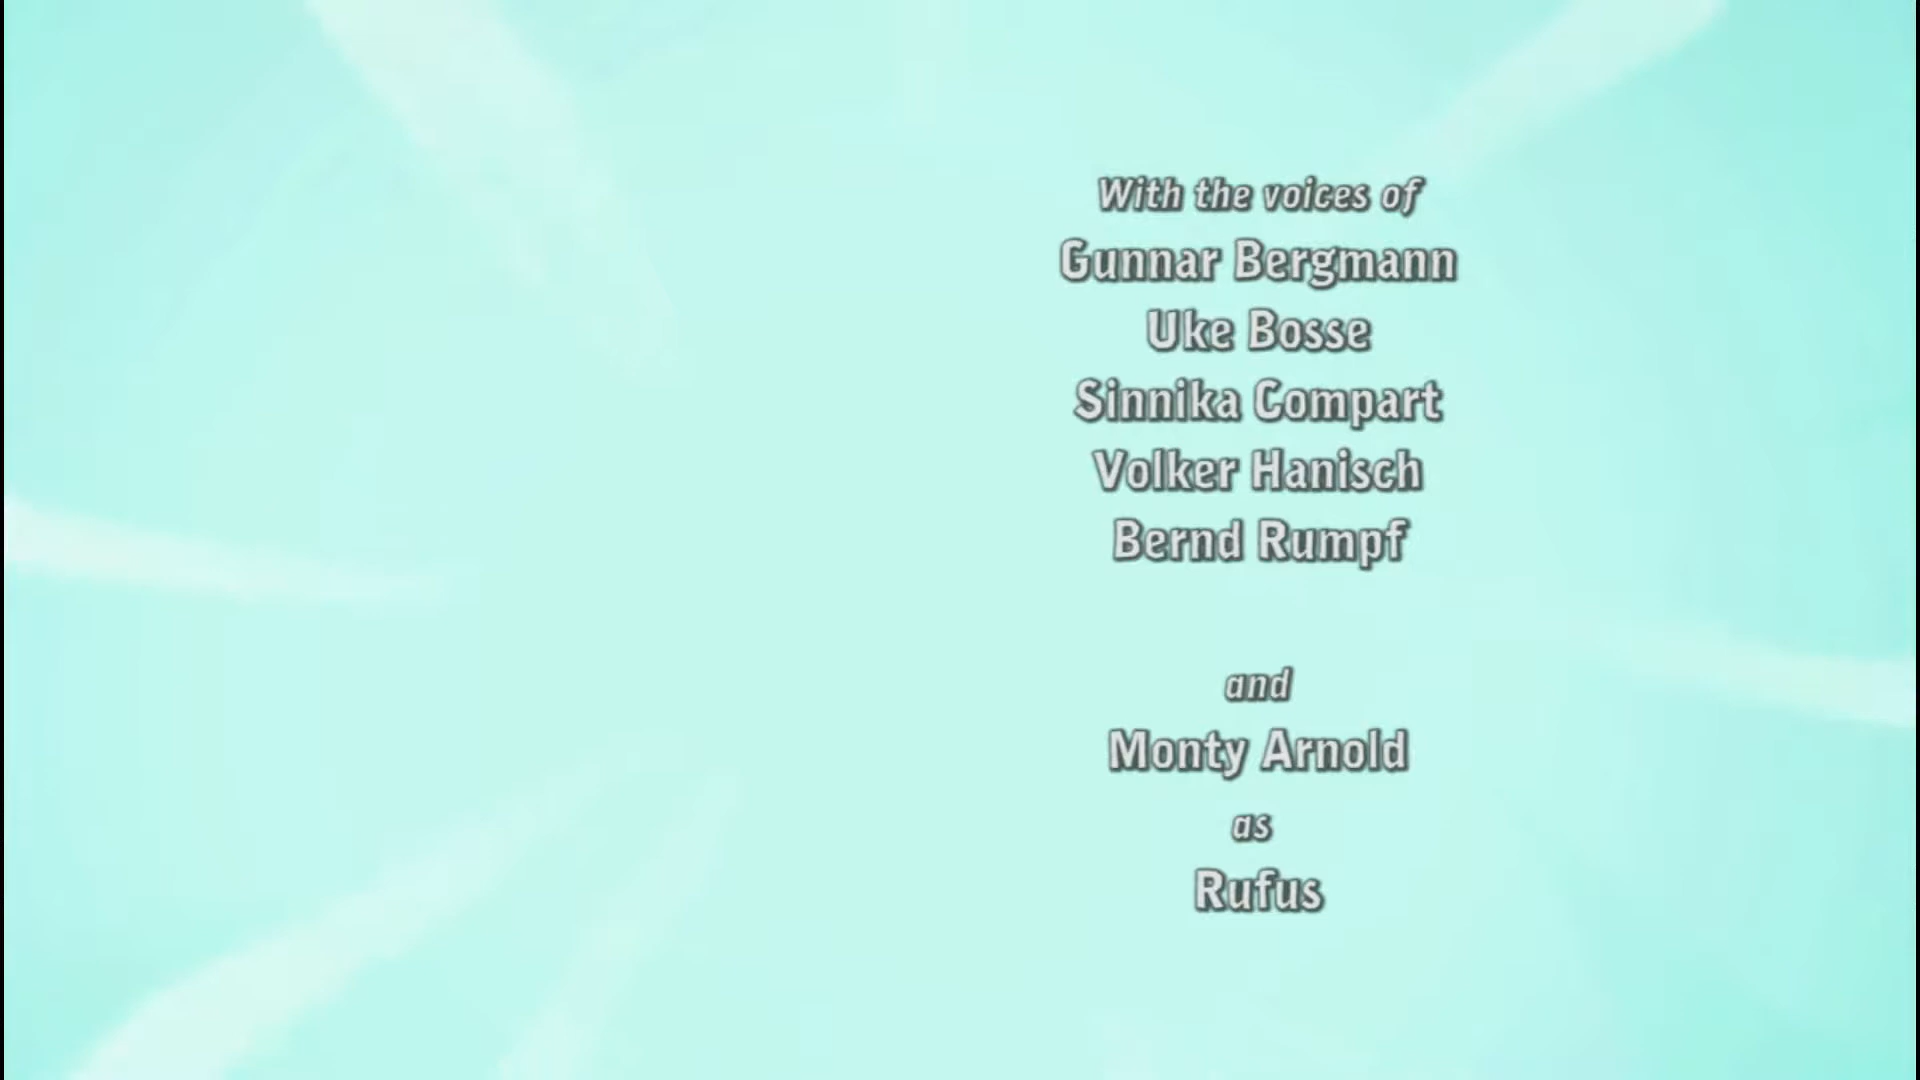 With the voices of
Gunnar Bergmann
Uke Bosse
Sinnika Compart
Volker Hanisch
Bernd Rumpf
and
Monty Arnold
as
Rufus